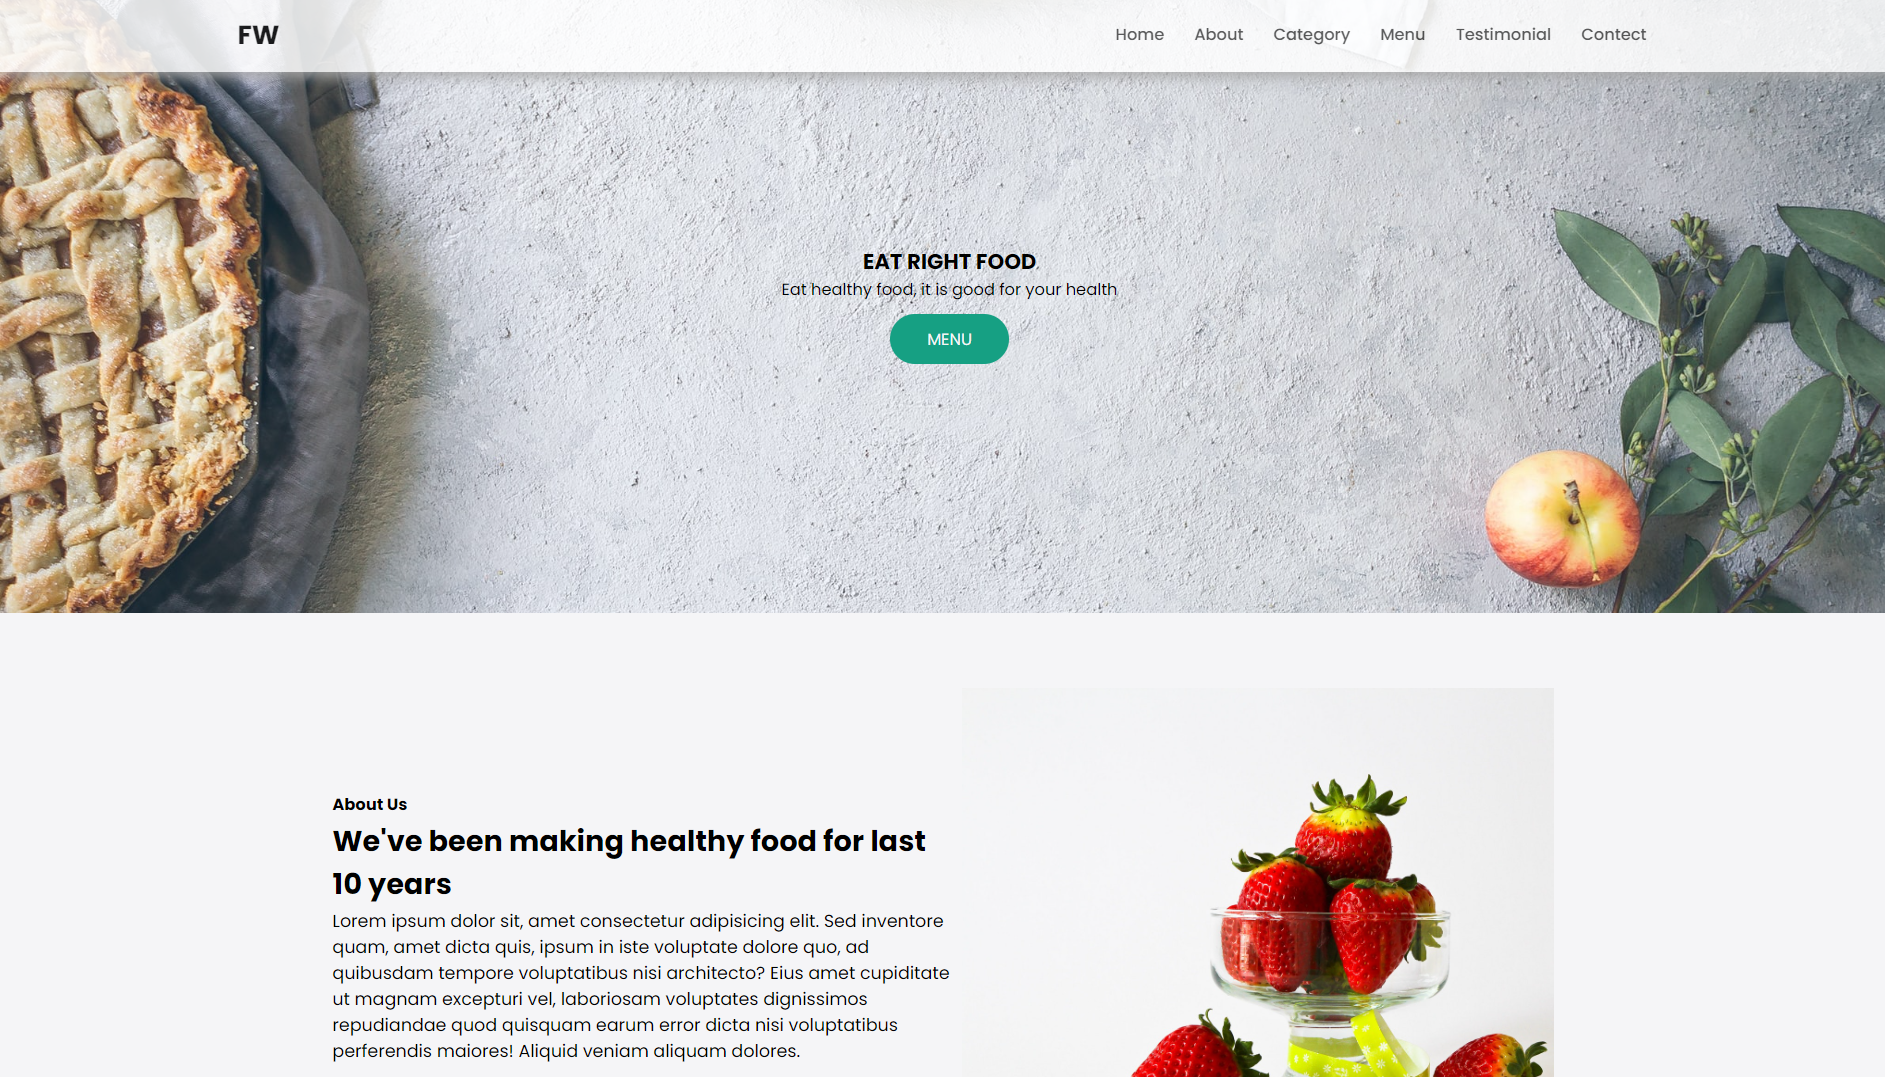 FW
Home About Category Menu Testimonial Contect
EAT RIGHT FOOD
Eat healthy food, it is good for your health
MENU
About Us
We've been making healthy food for last
10 years
Lorem ipsum dolor sit, amet consectetur adipisicing elit. Sed inventore
quam, amet dicta quis, ipsum in iste voluptate dolore quo, ad
quibusdam tempore voluptatibus nisi architecto? Eius amet cupiditate
ut magnam excepturi vel, laboriosam voluptates dignissimos
repudiandae quod quisquam earum error dicta nisi voluptatibus
perferendis maiores! Aliquid veniam aliquam dolores.